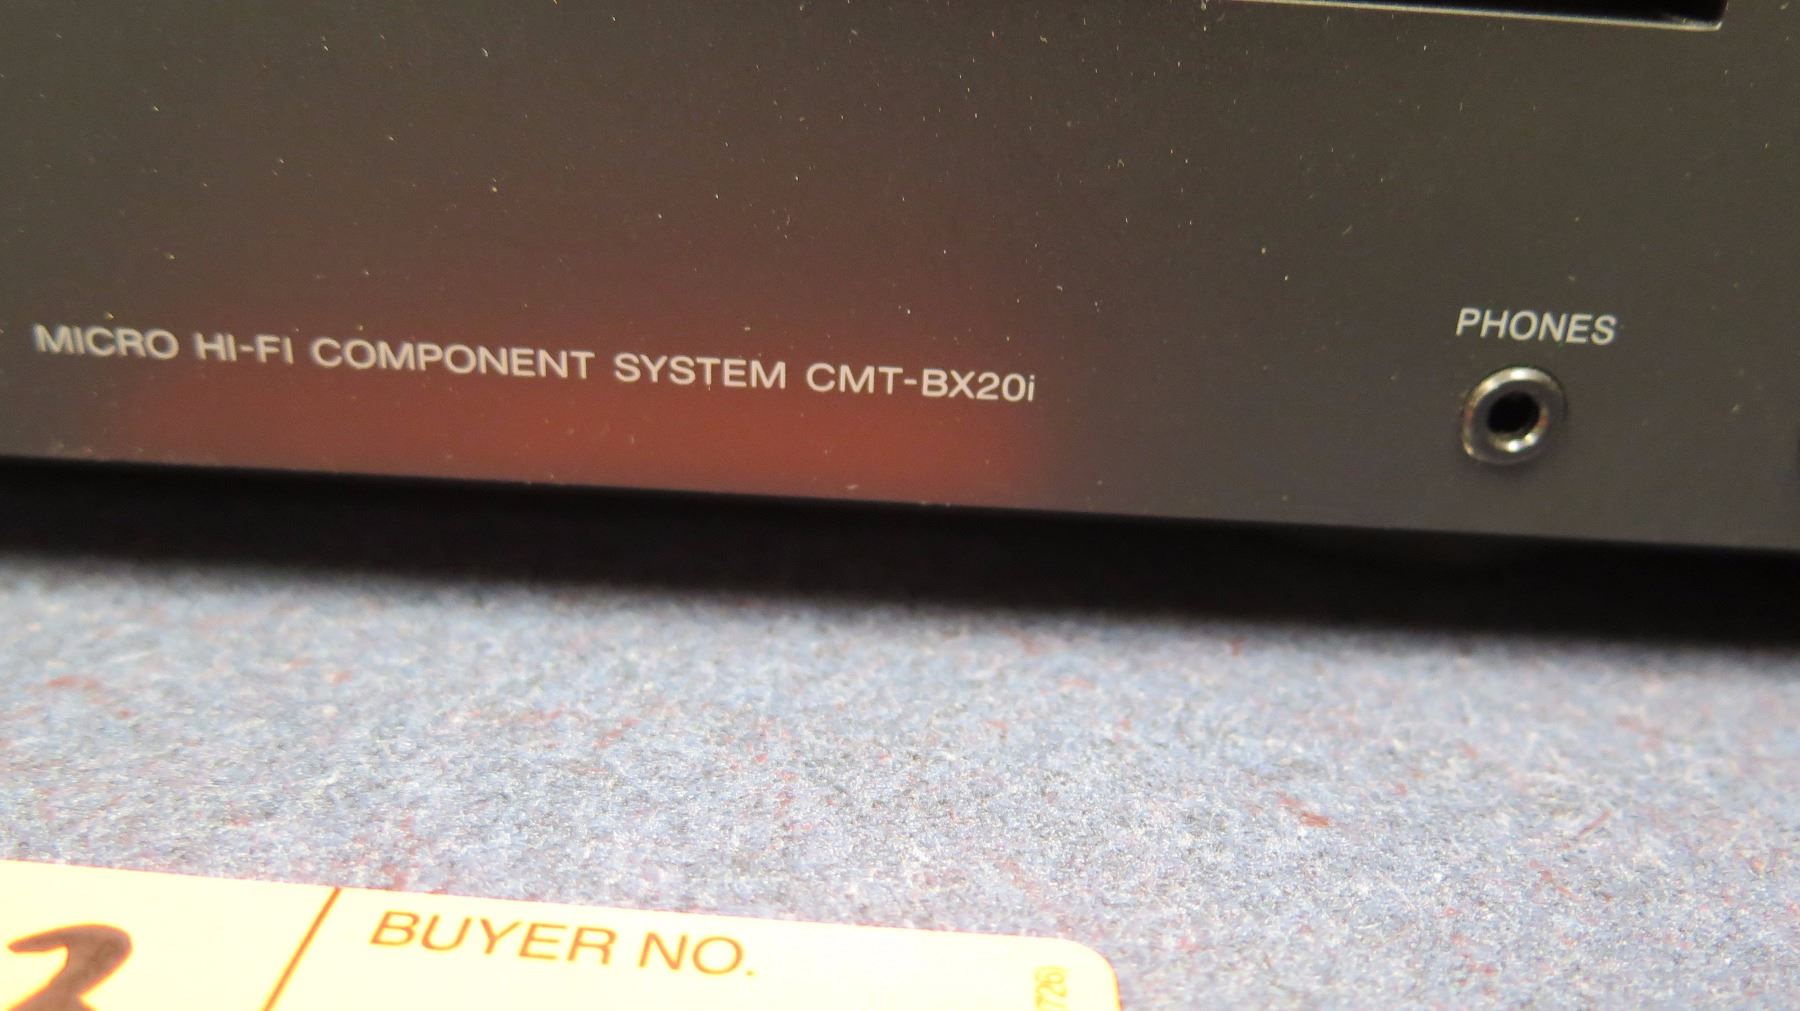 MICRO HI-FI COMPONENT SYSTEM CMT-BX20i
PHONES
BUYER NO.